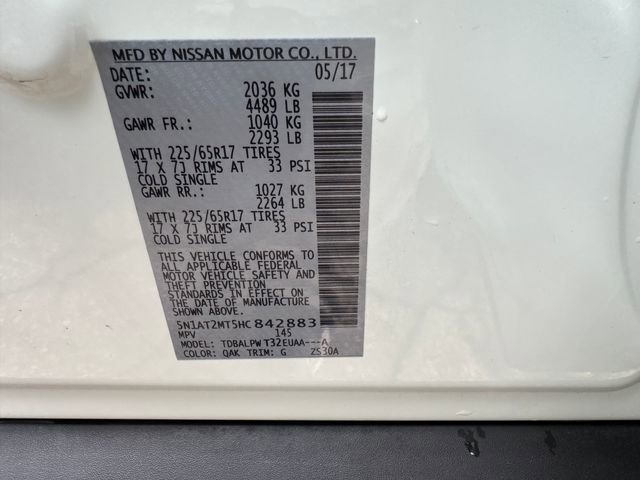 MFD BY NISSAN MOTOR CO., LTD.
DATE: 05/17
GVWR: 2036 KG
4489 LB
GAWR FR.: 1040 KG
2293 LB
WITH 225/65R17 TIRES
17 X 7J RIMS AT 33 PSI
COLD SINGLE
GAWR RR.: 1027 KG
2264 LB
WITH 225/65R17 TIRES
17 X 7J RIMS AT 33 PSI
COLD SINGLE
THIS VEHICLE CONFORMS TO
ALL APPLICABLE FEDERAL
MOTOR VEHICLE SAFETY AND
THEFT PREVENTION
STANDARDS IN EFFECT ON
THE DATE OF MANUFACTURE
SHOWN ABOVE.
5N1AT2MT5HC842883
MPV 145
MODEL: TDBALPW T32EUAA---A
COLOR: QAK TRIM: G ZS30A